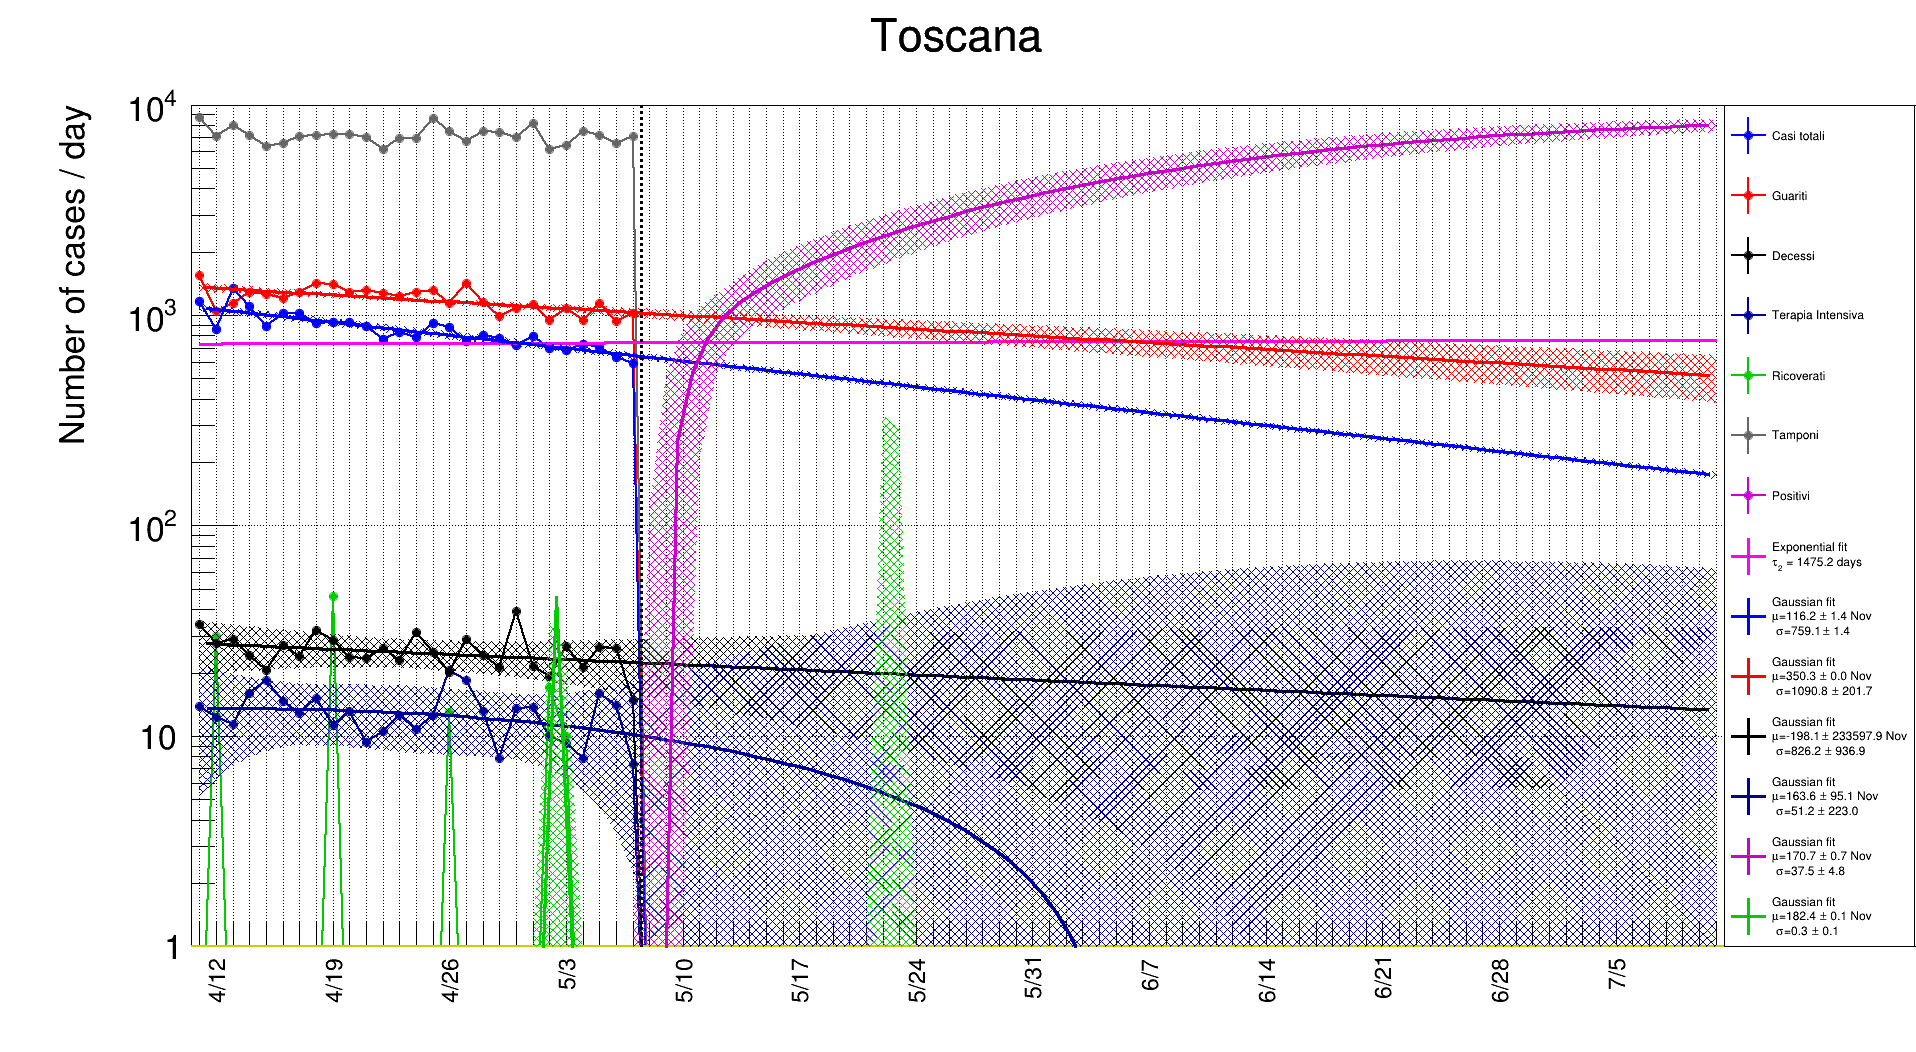 Toscana
Number of cases / day
10^4
10^3
10^2
10
1
4/12
4/19
4/26
5/3
5/10
5/17
5/24
5/31
6/7
6/14
6/21
6/28
7/5
Casi totali
Guariti
Decessi
Terapia Intensiva
Ricoverati
Tamponi
Positivi
Exponential fit
τ_2 = 1475.2 days
Gaussian fit
μ=116.2 ± 1.4 Nov
σ=759.1 ± 1.4
Gaussian fit
μ=350.3 ± 0.0 Nov
σ=1090.8 ± 201.7
Gaussian fit
μ=-198.1 ± 233597.9 Nov
σ=826.2 ± 936.9
Gaussian fit
μ=163.6 ± 95.1 Nov
σ=51.2 ± 223.0
Gaussian fit
μ=170.7 ± 0.7 Nov
σ=37.5 ± 4.8
Gaussian fit
μ=182.4 ± 0.1 Nov
σ=0.3 ± 0.1